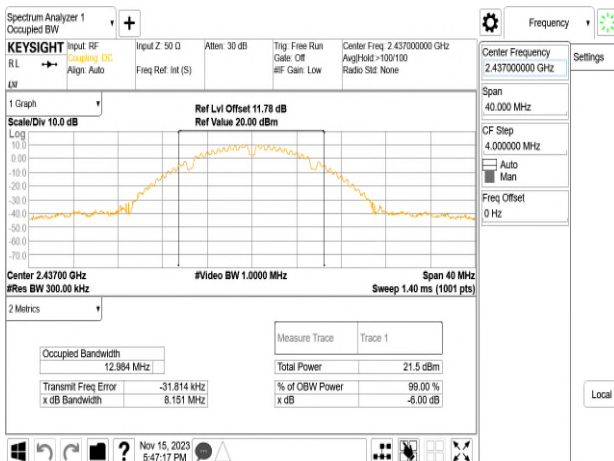 Spectrum Analyzer 1
Occupied BW
Frequency
KEYSIGHT
RL
Input: RF
Coupling: DC
Align: Auto
Input Z: 50 Ω
Freq Ref: Int (S)
Atten: 30 dB
Trig: Free Run
Gate: Off
#IF Gain: Low
Center Freq: 2.437000000 GHz
Avg|Hold:>100/100
Radio Std: None
Center Frequency
2.437000000 GHz
Settings
Span
40.000 MHz
CF Step
4.000000 MHz
Auto
Man
Freq Offset
0 Hz
1 Graph
Scale/Div 10.0 dB
Ref Lvl Offset 11.78 dB
Ref Value 20.00 dBm
Log
10.0
0.00
-10.0
-20.0
-30.0
-40.0
-50.0
-60.0
-70.0
Center 2.43700 GHz
#Res BW 300.00 kHz
#Video BW 1.0000 MHz
Span 40 MHz
Sweep 1.40 ms (1001 pts)
2 Metrics
Measure Trace Trace 1
Occupied Bandwidth
12.984 MHz
Total Power 21.5 dBm
Transmit Freq Error -31.814 kHz
% of OBW Power 99.00 %
x dB Bandwidth 8.151 MHz
x dB -6.00 dB
Local
?
Nov 15, 2023
5:47:17 PM